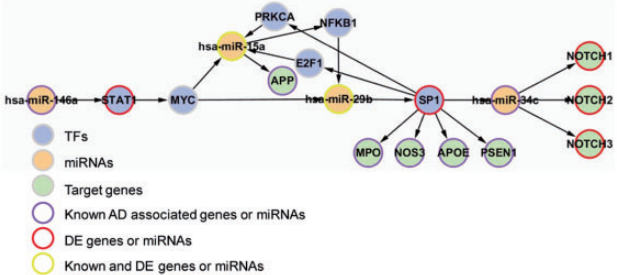 PRKCA
NFKB1
hsa-miR-15a
E2F1
APP
NOTCH1
hsa-miR-146a
STAT1
MYC
hsa-miR-29b
SP1
hsa-miR-34c
NOTCH2
NOTCH3
MPO
NOS3
APOE
PSEN1
TFs
miRNAs
Target genes
Known AD associated genes or miRNAs
DE genes or miRNAs
Known and DE genes or miRNAs